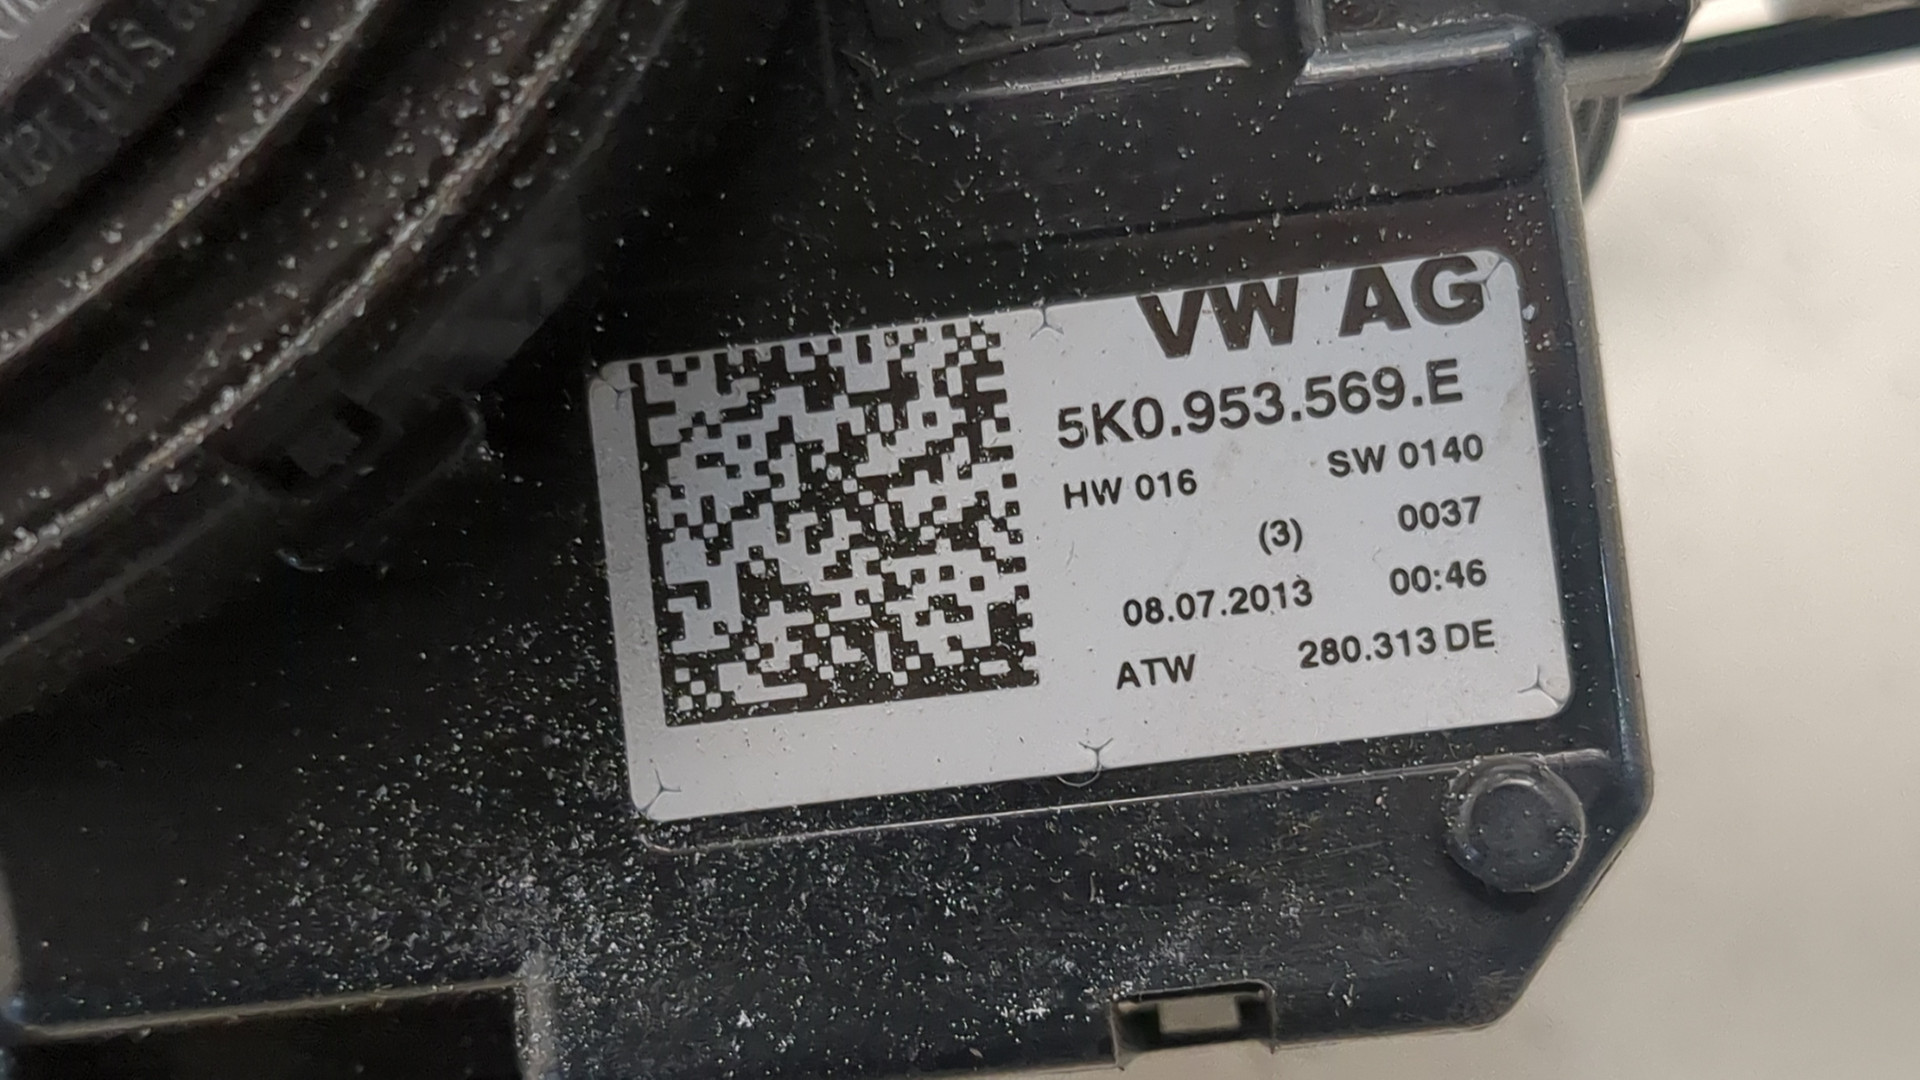 VW AG
5K0.953.569.E
HW 016 SW 0140
(3) 0037
08.07.2013 00:46
ATW 280.313 DE